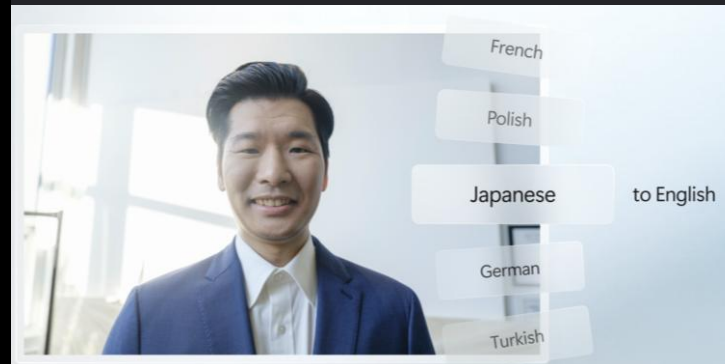 French
Polish
Japanese to English
German
Turkish